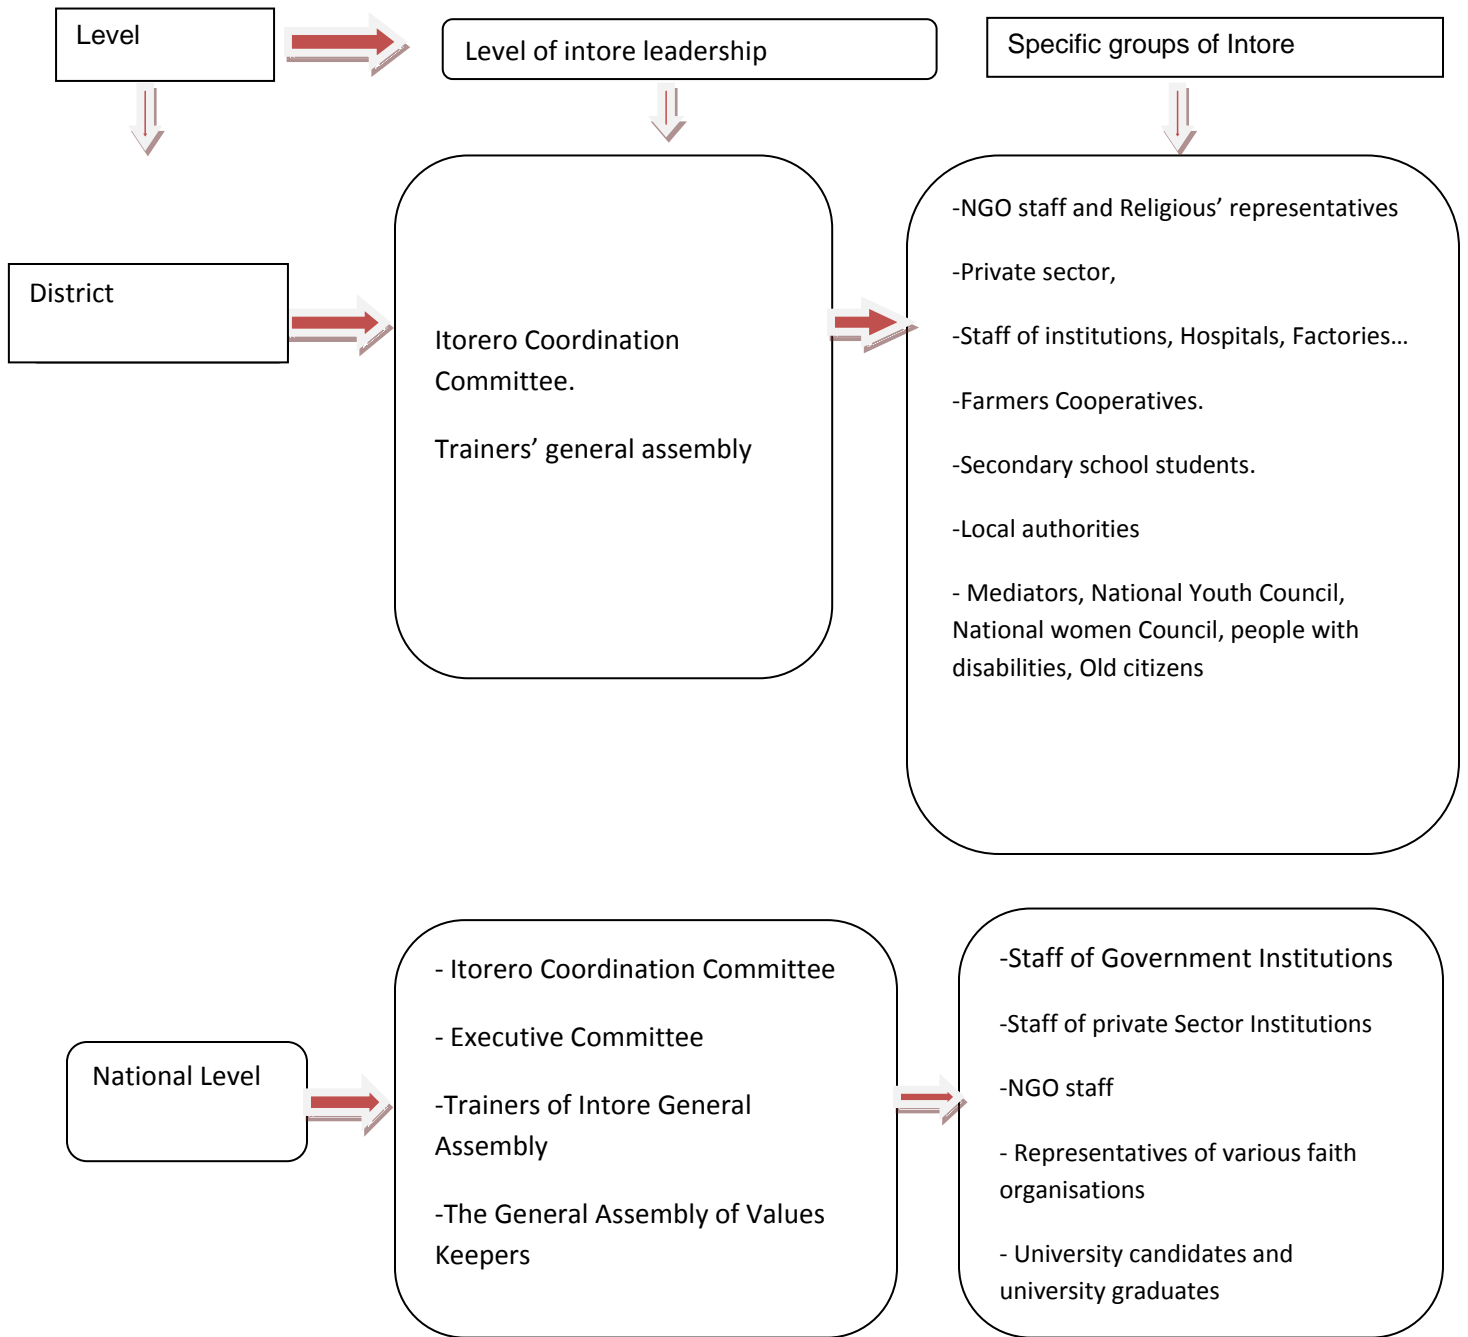 Level
Level of intore leadership
Specific groups of Intore
District
Itorero Coordination
Committee.
Trainers’ general assembly
-NGO staff and Religious’ representatives
-Private sector,
-Staff of institutions, Hospitals, Factories…
-Farmers Cooperatives.
-Secondary school students.
-Local authorities
- Mediators, National Youth Council,
National women Council, people with
disabilities, Old citizens
National Level
- Itorero Coordination Committee
- Executive Committee
-Trainers of Intore General
Assembly
-The General Assembly of Values
Keepers
-Staff of Government Institutions
-Staff of private Sector Institutions
-NGO staff
- Representatives of various faith
organisations
- University candidates and
university graduates